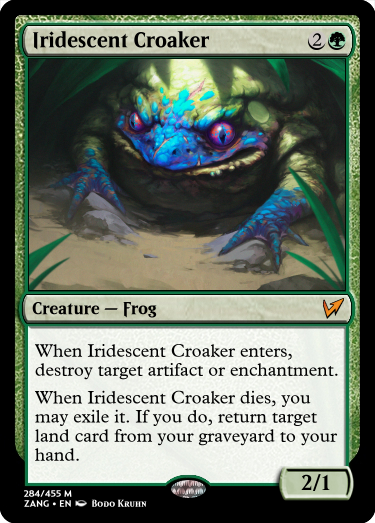 Iridescent Croaker 2
Creature — Frog
When Iridescent Croaker enters,
destroy target artifact or enchantment.
When Iridescent Croaker dies, you
may exile it. If you do, return target
land card from your graveyard to your
hand.
2/1
284/455 M
ZANG • EN Bodo Kruhn